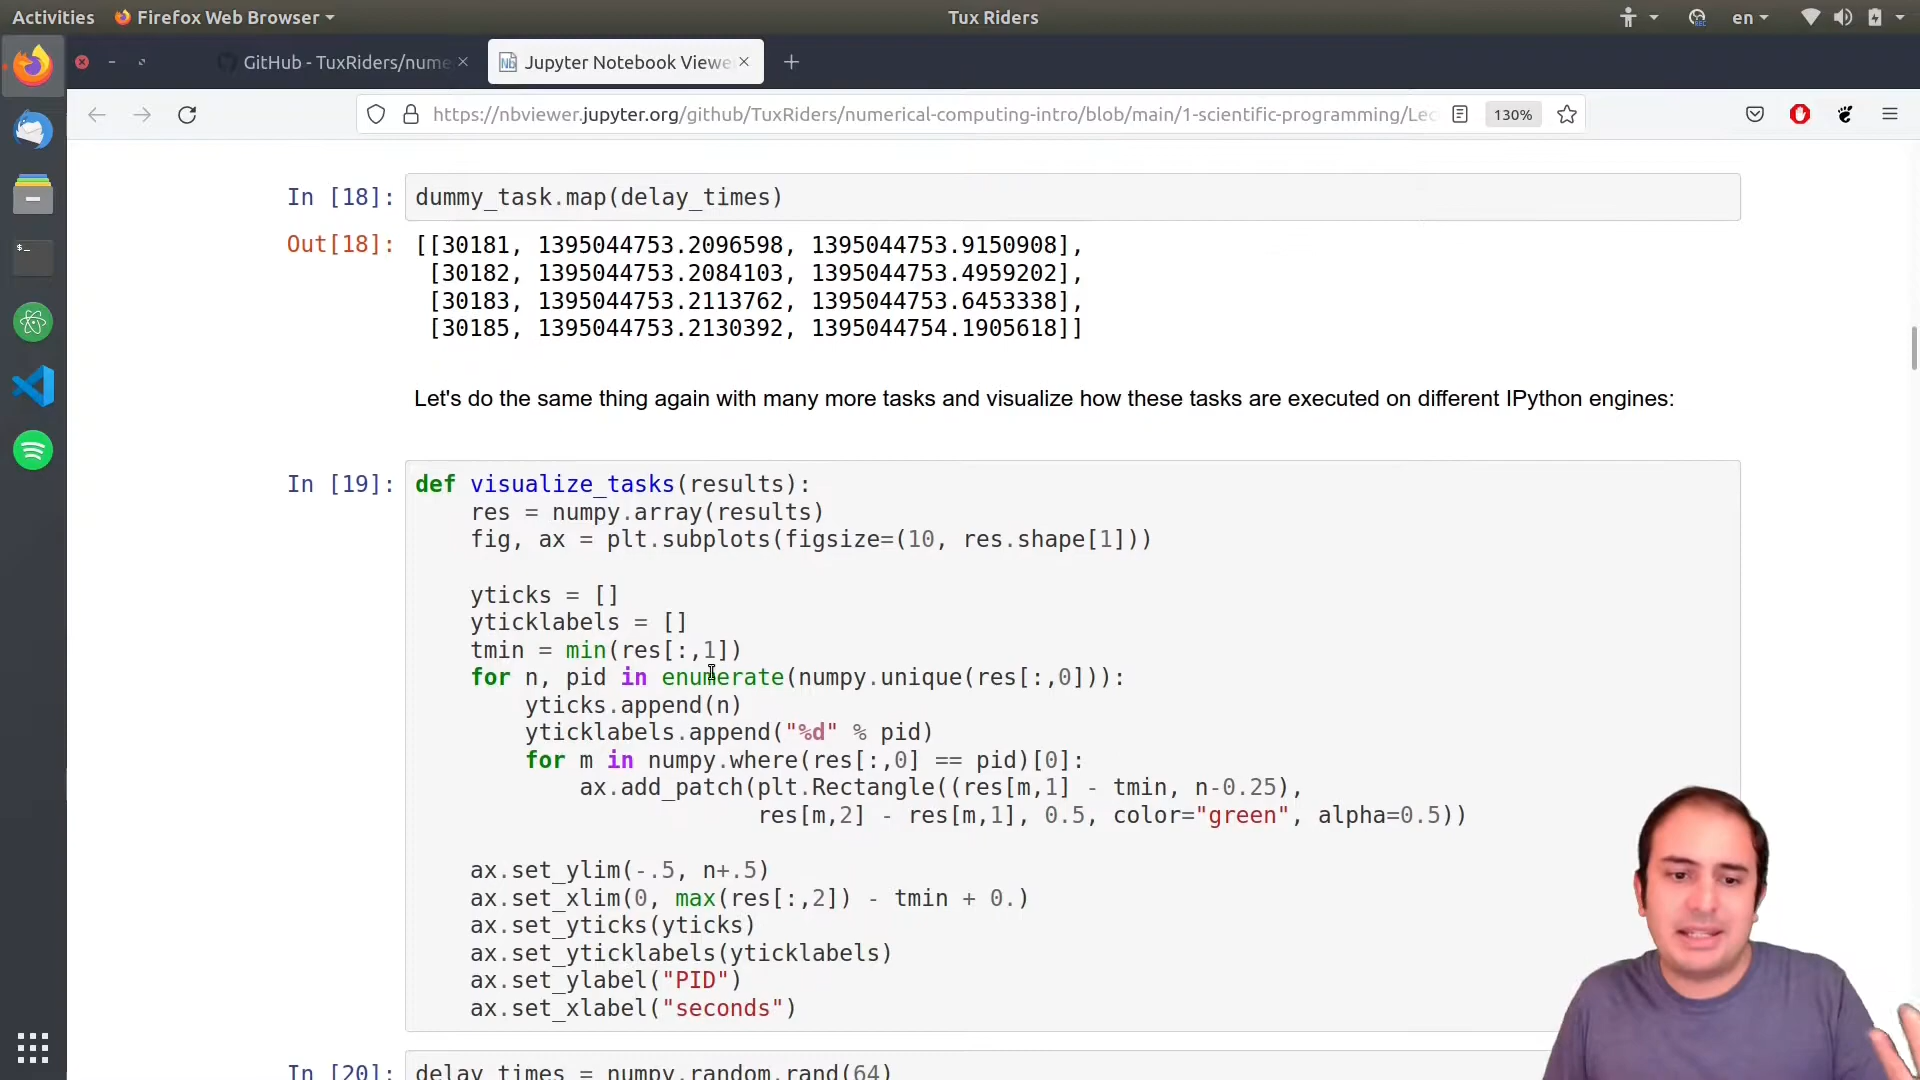 Activities Firefox Web Browser Tux Riders en
GitHub - TuxRiders/nume Jupyter Notebook Viewe
https://nbviewer.jupyter.org/github/TuxRiders/numerical-computing-intro/blob/main/1-scientific-programming/Lec 130%
In [18]: dummy_task.map(delay_times)
Out[18]: [[30181, 1395044753.2096598, 1395044753.9150908],
[30182, 1395044753.2084103, 1395044753.4959202],
[30183, 1395044753.2113762, 1395044753.6453338],
[30185, 1395044753.2130392, 1395044754.1905618]]
Let's do the same thing again with many more tasks and visualize how these tasks are executed on different IPython engines:
In [19]: def visualize_tasks(results):
res = numpy.array(results)
fig, ax = plt.subplots(figsize=(10, res.shape[1]))
yticks = []
yticklabels = []
tmin = min(res[:,1])
for n, pid in enumerate(numpy.unique(res[:,0])):
yticks.append(n)
yticklabels.append("%d" % pid)
for m in numpy.where(res[:,0] == pid)[0]:
ax.add_patch(plt.Rectangle((res[m,1] - tmin, n-0.25),
res[m,2] - res[m,1], 0.5, color="green", alpha=0.5))
ax.set_ylim(-.5, n+.5)
ax.set_xlim(0, max(res[:,2]) - tmin + 0.)
ax.set_yticks(yticks)
ax.set_yticklabels(yticklabels)
ax.set_ylabel("PID")
ax.set_xlabel("seconds")
In [20]: delay_times = numpy.random.rand(64)